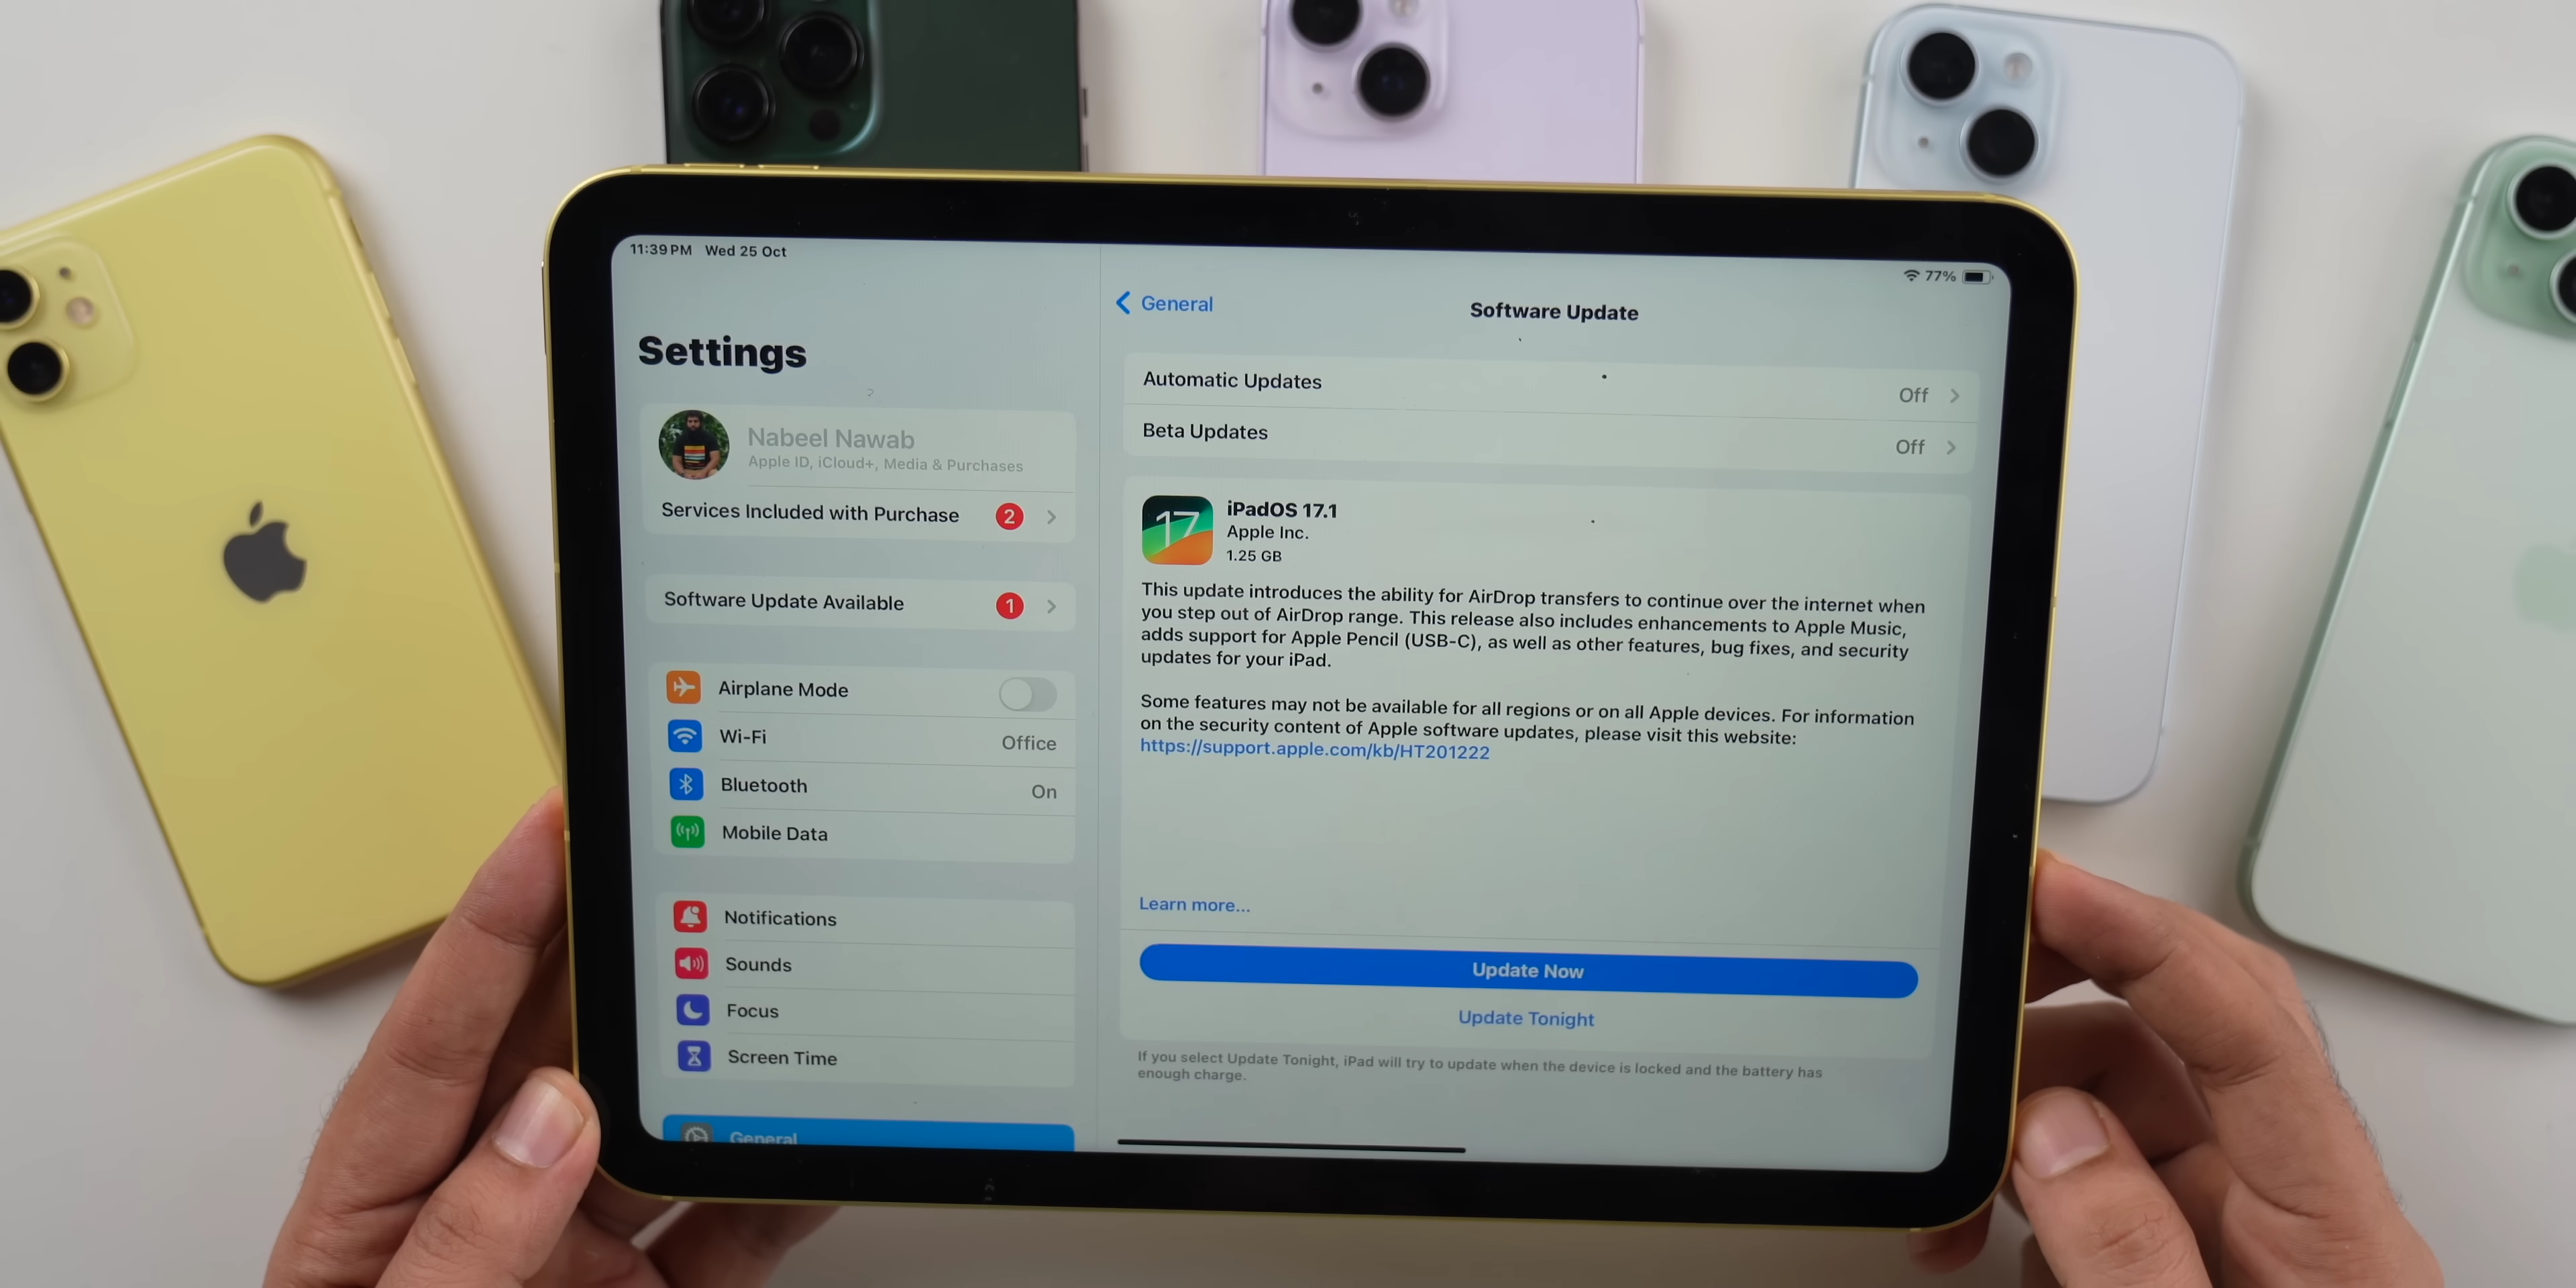 11:39 PM Wed 25 Oct
77%
Settings
Nabeel Nawab
Apple ID, iCloud+, Media & Purchases
Services Included with Purchase 2
Software Update Available 1
Airplane Mode
Wi-Fi Office
Bluetooth On
Mobile Data
Notifications
Sounds
Focus
Screen Time
General
General
Software Update
Automatic Updates Off
Beta Updates Off
17
iPadOS 17.1
Apple Inc.
1.25 GB
This update introduces the ability for AirDrop transfers to continue over the internet when
you step out of AirDrop range. This release also includes enhancements to Apple Music,
adds support for Apple Pencil (USB-C), as well as other features, bug fixes, and security
updates for your iPad.
Some features may not be available for all regions or on all Apple devices. For information
on the security content of Apple software updates, please visit this website:
https://support.apple.com/kb/HT201222
Learn more...
Update Now
Update Tonight
If you select Update Tonight, iPad will try to update when the device is locked and the battery has
enough charge.